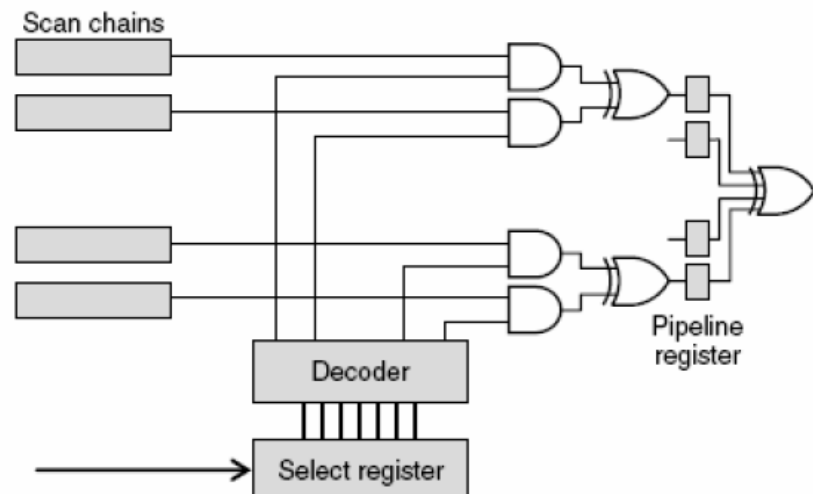 Scan chains
Pipeline
register
Decoder
Select register